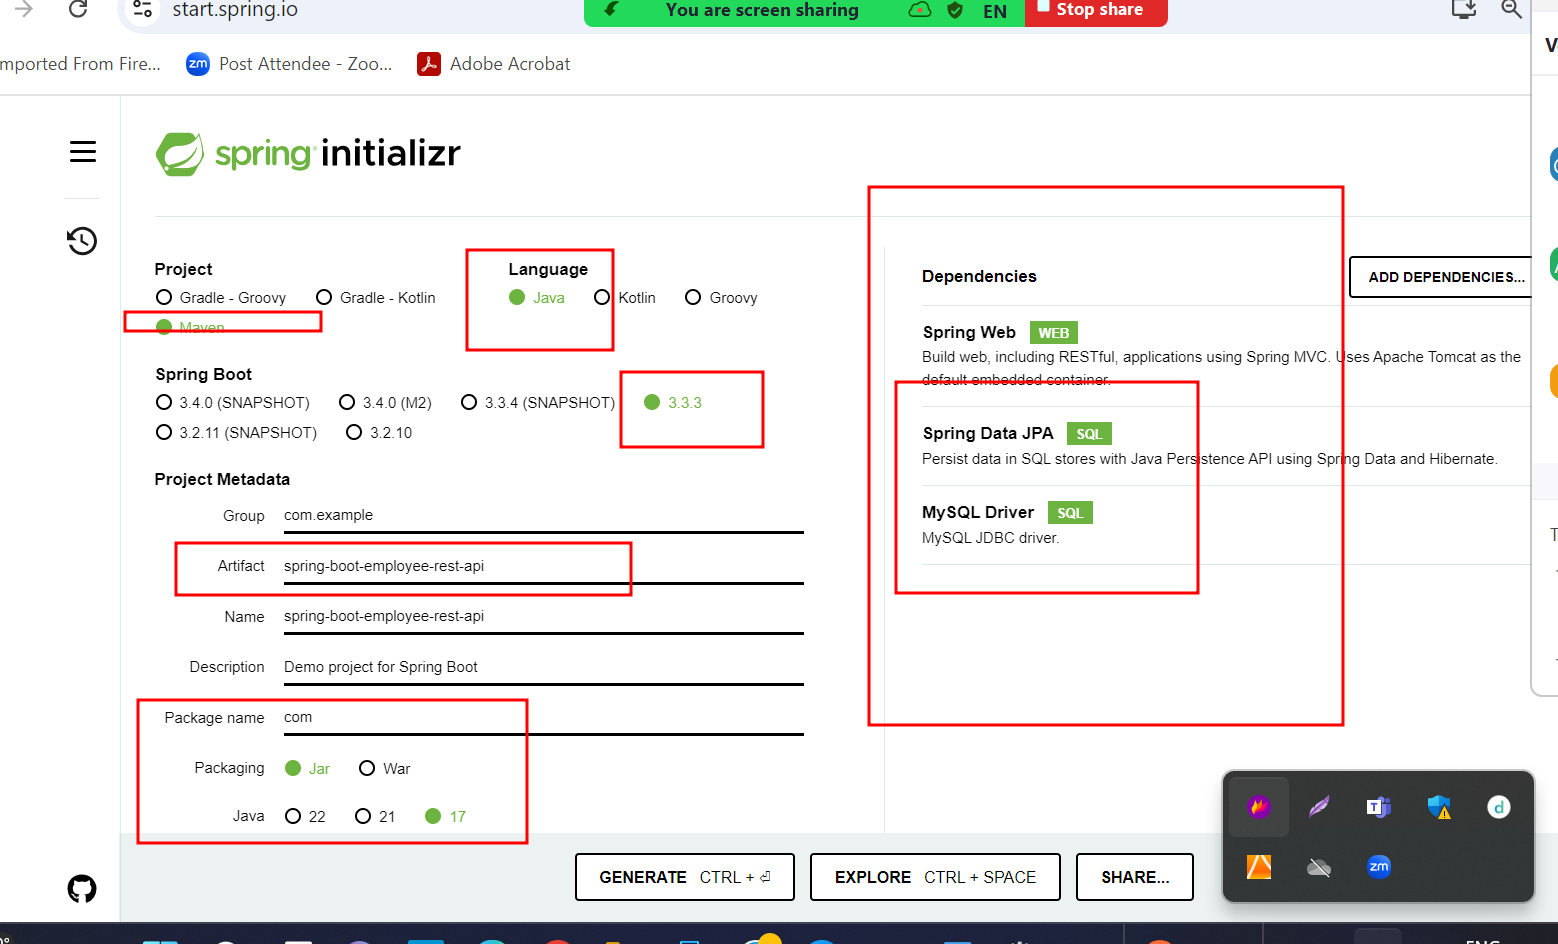 start.spring.io
You are screen sharing
EN
Stop share
mported From Fire...
zm
Post Attendee - Zoo...
Adobe Acrobat
spring initializr
Project
Gradle - Groovy
Gradle - Kotlin
Maven
Language
Java
Kotlin
Groovy
Spring Boot
3.4.0 (SNAPSHOT)
3.4.0 (M2)
3.3.4 (SNAPSHOT)
3.3.3
3.2.11 (SNAPSHOT)
3.2.10
Project Metadata
Group com.example
Artifact spring-boot-employee-rest-api
Name spring-boot-employee-rest-api
Description Demo project for Spring Boot
Package name com
Packaging Jar War
Java 22 21 17
Dependencies
ADD DEPENDENCIES...
Spring Web WEB
Build web, including RESTful, applications using Spring MVC. Uses Apache Tomcat as the
default embedded container.
Spring Data JPA SQL
Persist data in SQL stores with Java Persistence API using Spring Data and Hibernate.
MySQL Driver SQL
MySQL JDBC driver.
GENERATE CTRL + ⏎
EXPLORE CTRL + SPACE
SHARE...
T
d
zm
ENG